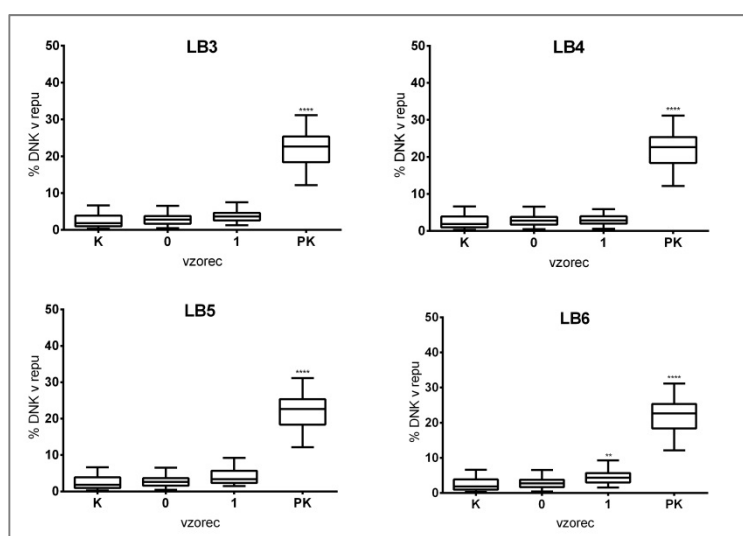 LB3
% DNK v repu
50
40
30
20
10
0
****
K 0 1 PK
vzorec
LB4
% DNK v repu
50
40
30
20
10
0
****
K 0 1 PK
vzorec
LB5
% DNK v repu
50
40
30
20
10
0
****
K 0 1 PK
vzorec
LB6
% DNK v repu
50
40
30
20
10
0
**
****
K 0 1 PK
vzorec